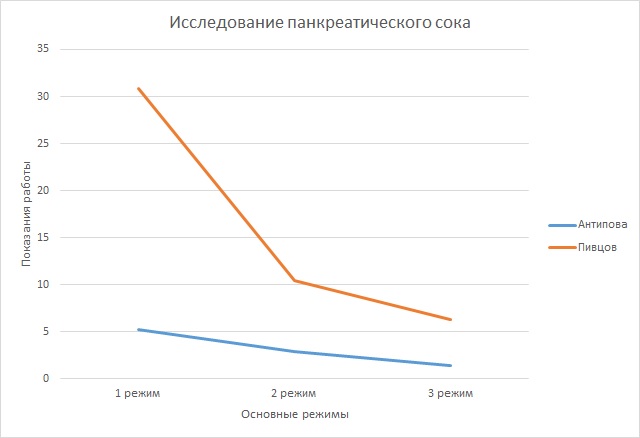 Исследование панкреатического сока
35
30
25
20
15
10
5
0
Показания работы
1 режим
2 режим
3 режим
Основные режимы
Антипова
Пивцов